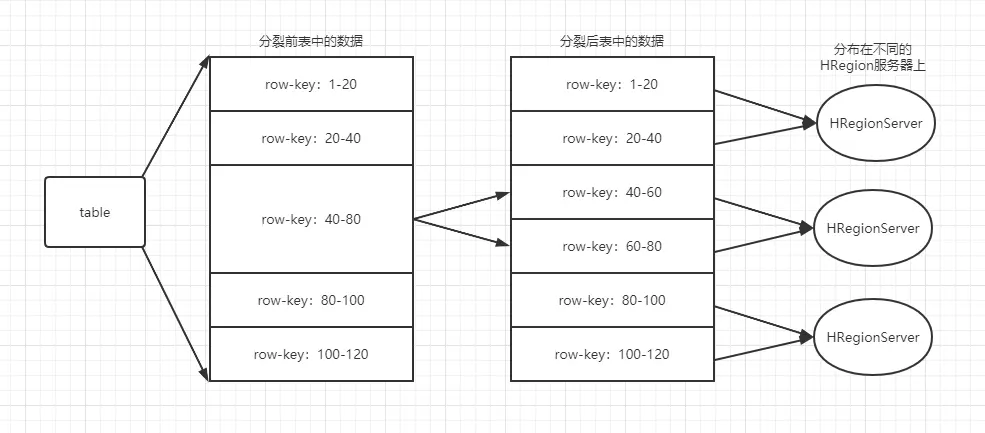 分裂前表中的数据
分裂后表中的数据
分布在不同的
HRegion服务器上
table
row-key：1-20
row-key：20-40
row-key：40-80
row-key：80-100
row-key：100-120
row-key：1-20
row-key：20-40
row-key：40-60
row-key：60-80
row-key：80-100
row-key：100-120
HRegionServer
HRegionServer
HRegionServer